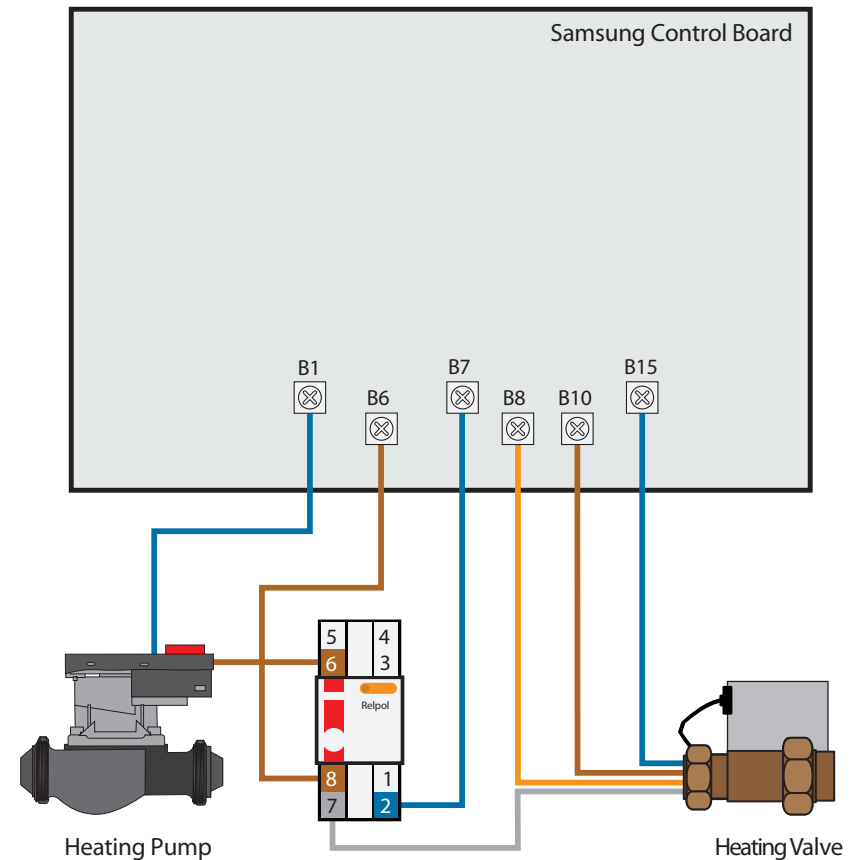 Samsung Control Board
B1
B7
B15
B6
B8
B10
5
4
6
3
Relpol
8
1
7
2
Heating Pump
Heating Valve